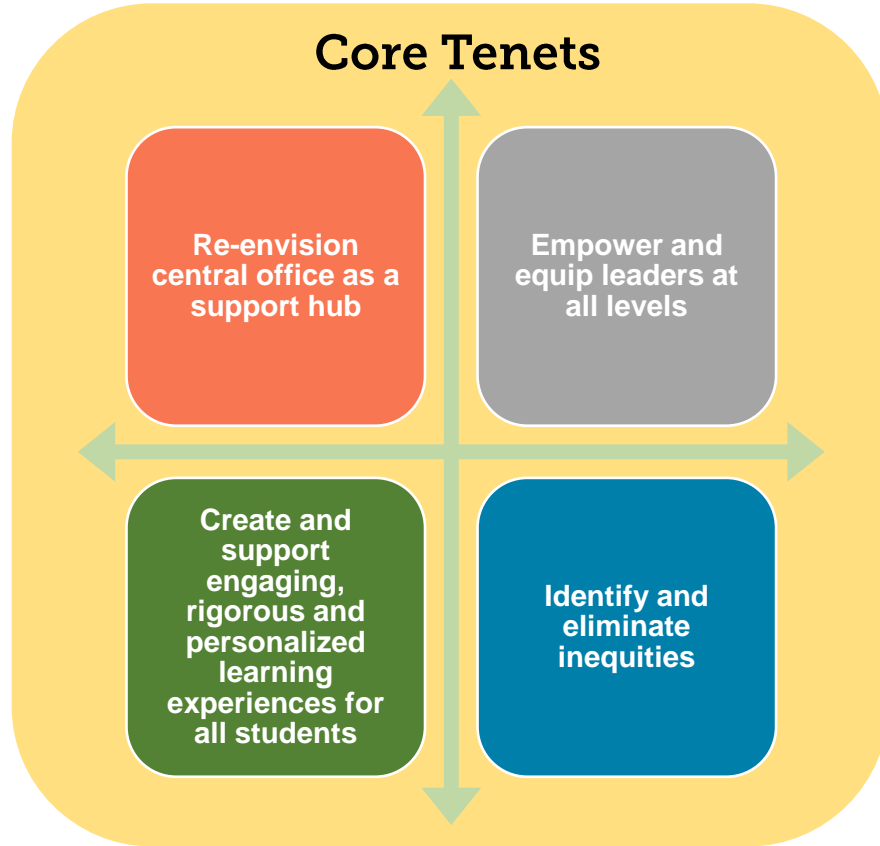 Core Tenets
Re-envision
central office as a
support hub
Empower and
equip leaders at
all levels
Create and
support
engaging,
rigorous and
personalized
learning
experiences for
all students
Identify and
eliminate
inequities